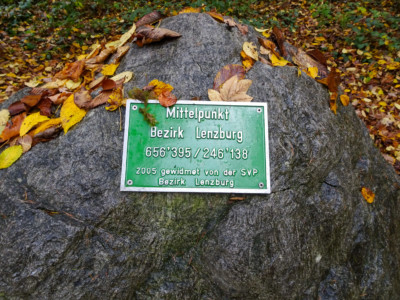 Mittelpunkt
Bezirk Lenzburg
656'395 / 246'138
2005 gewidmet von der SVP
Bezirk Lenzburg